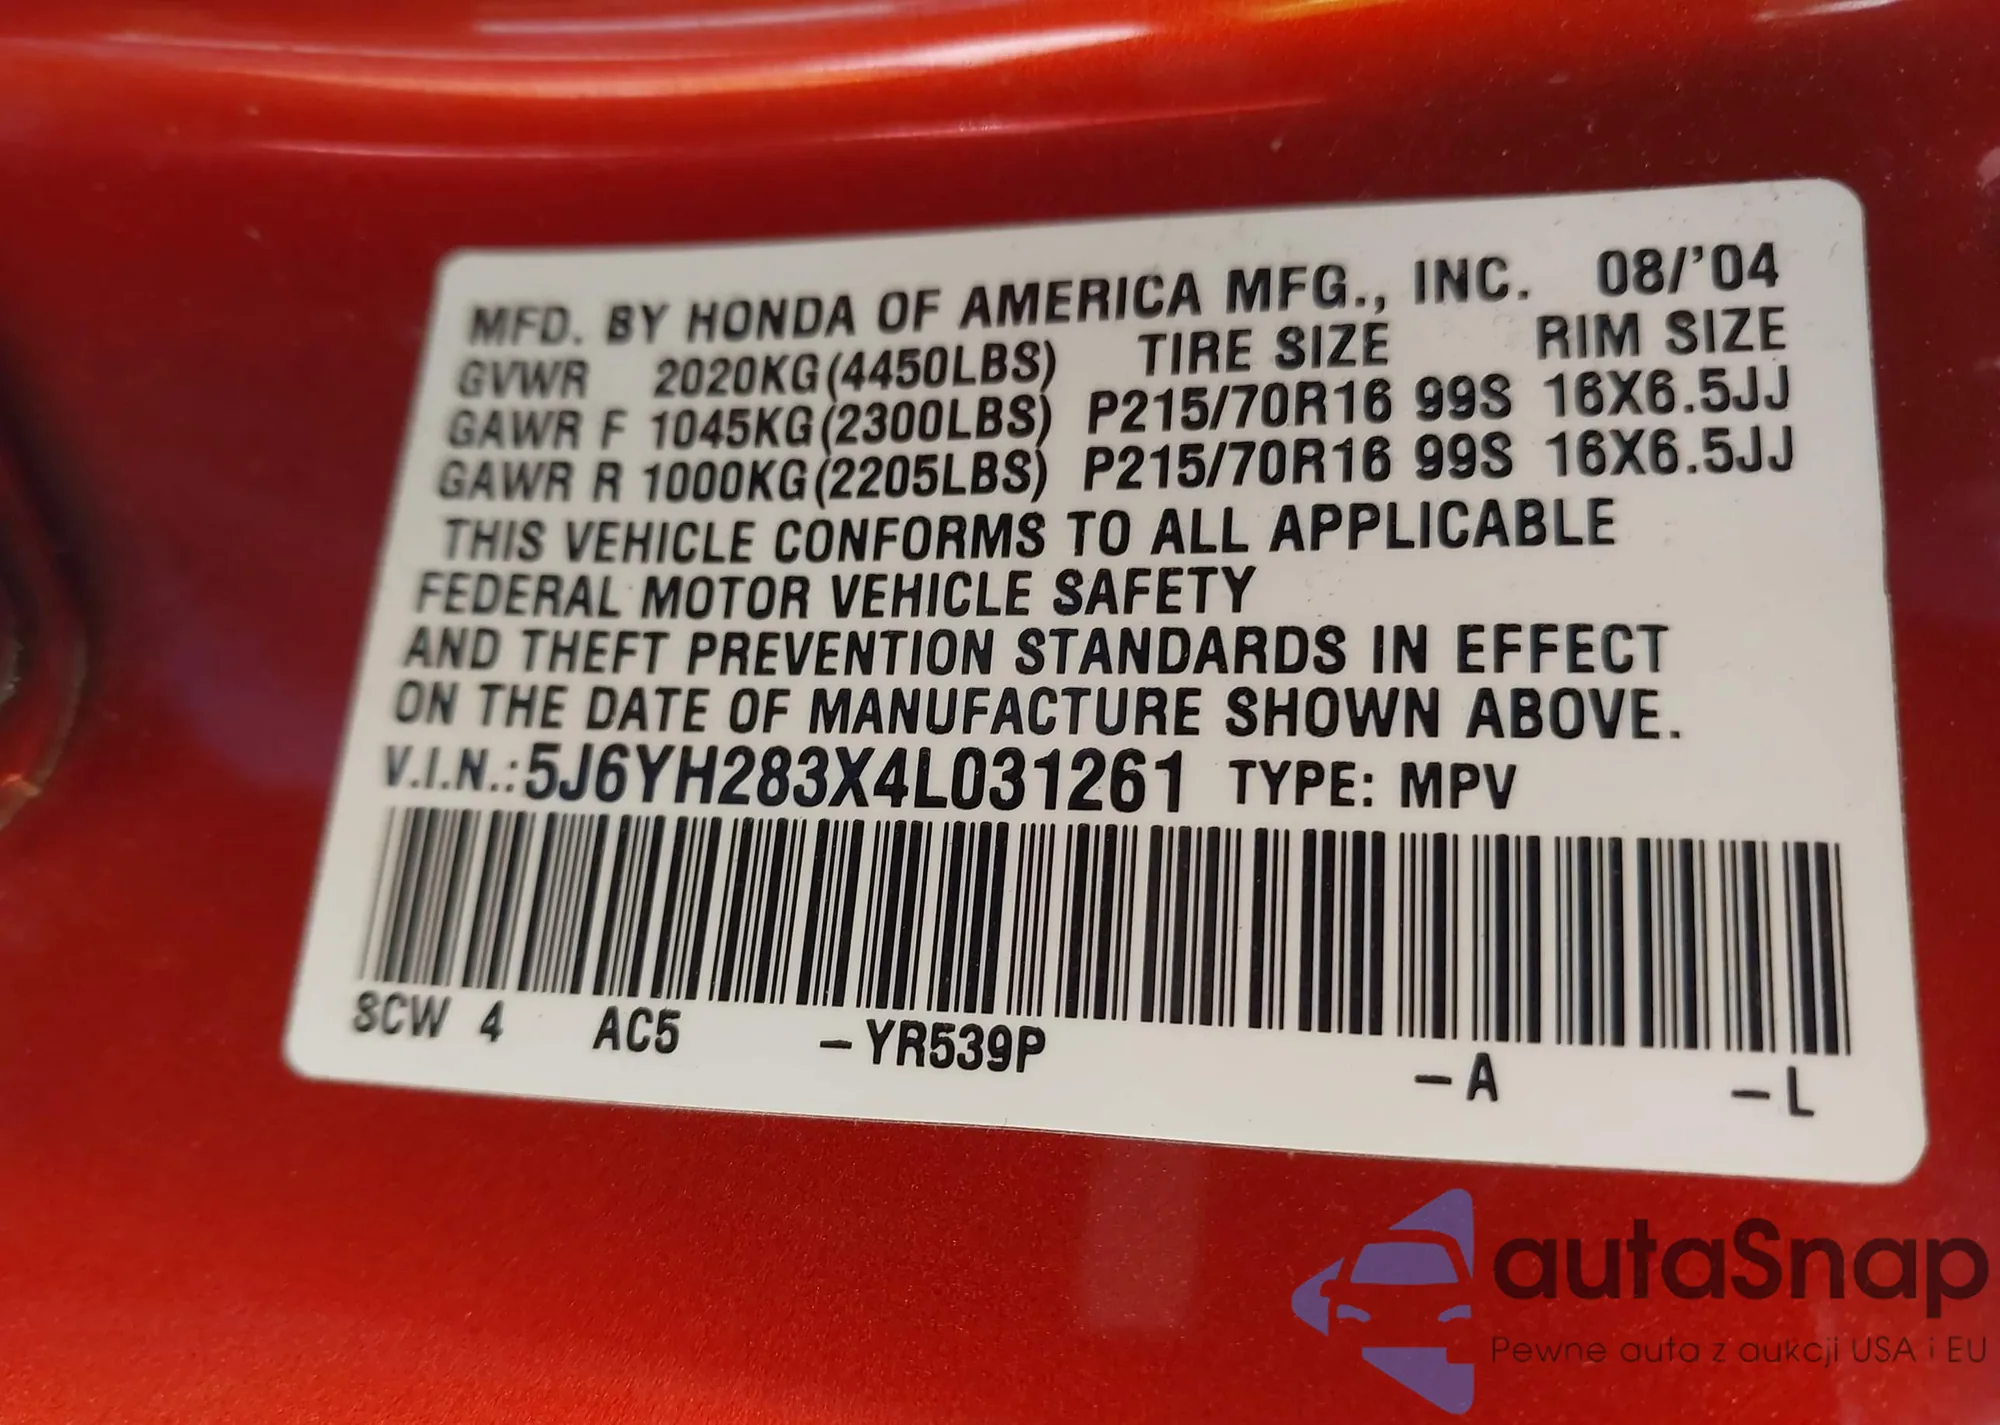 MFD. BY HONDA OF AMERICA MFG., INC. 08/'04
GVWR 2020KG(4450LBS) TIRE SIZE RIM SIZE
GAWR F 1045KG(2300LBS) P215/70R16 99S 16X6.5JJ
GAWR R 1000KG(2205LBS) P215/70R16 99S 16X6.5JJ
THIS VEHICLE CONFORMS TO ALL APPLICABLE
FEDERAL MOTOR VEHICLE SAFETY
AND THEFT PREVENTION STANDARDS IN EFFECT
ON THE DATE OF MANUFACTURE SHOWN ABOVE.
V.I.N.:5J6YH283X4L031261 TYPE: MPV
SCW 4 AC5 -YR539P -A -L
autaSnap
Pewne auta z aukcji USA i EU